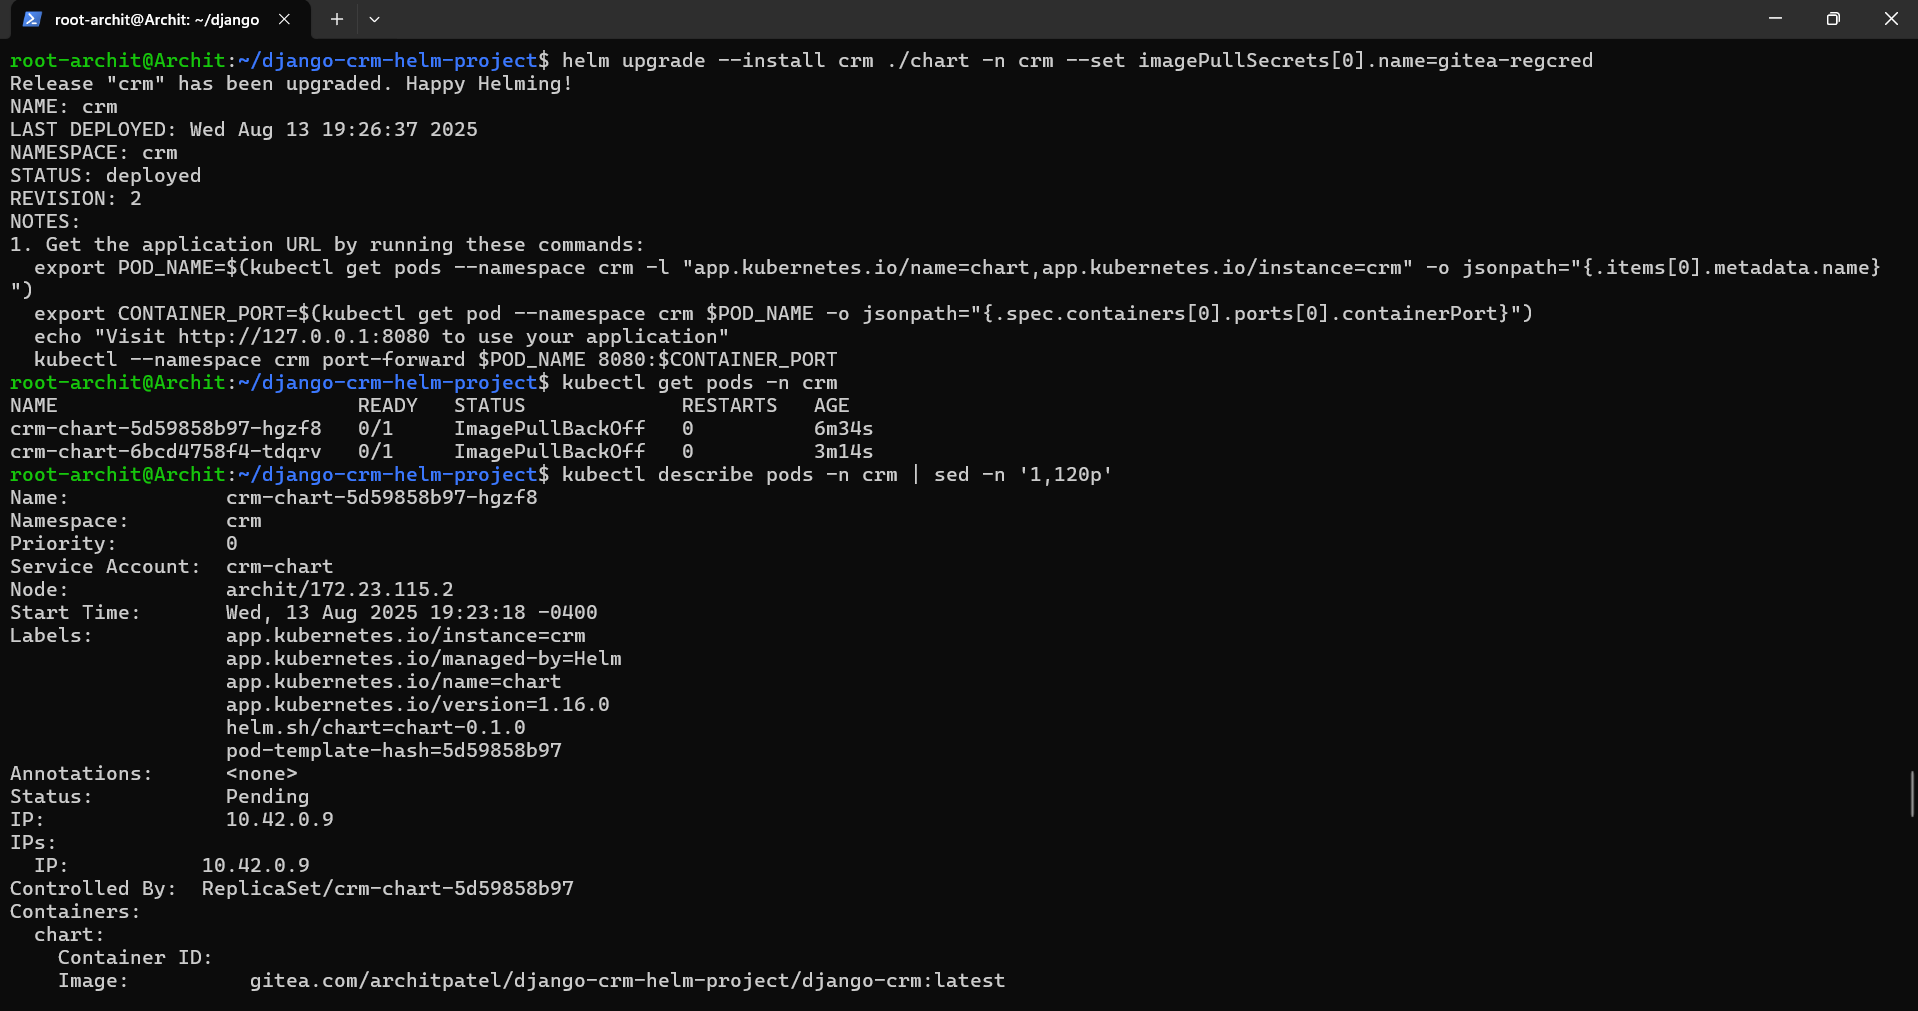 root-archit@Archit: ~/django
root-archit@Archit:~/django-crm-helm-project$ helm upgrade --install crm ./chart -n crm --set imagePullSecrets[0].name=gitea-regcred
Release "crm" has been upgraded. Happy Helming!
NAME: crm
LAST DEPLOYED: Wed Aug 13 19:26:37 2025
NAMESPACE: crm
STATUS: deployed
REVISION: 2
NOTES:
1. Get the application URL by running these commands:
  export POD_NAME=$(kubectl get pods --namespace crm -l "app.kubernetes.io/name=chart,app.kubernetes.io/instance=crm" -o jsonpath="{.items[0].metadata.name}
")
  export CONTAINER_PORT=$(kubectl get pod --namespace crm $POD_NAME -o jsonpath="{.spec.containers[0].ports[0].containerPort}")
  echo "Visit http://127.0.0.1:8080 to use your application"
  kubectl --namespace crm port-forward $POD_NAME 8080:$CONTAINER_PORT
root-archit@Archit:~/django-crm-helm-project$ kubectl get pods -n crm
NAME                         READY   STATUS             RESTARTS   AGE
crm-chart-5d59858b97-hgzf8   0/1     ImagePullBackOff   0          6m34s
crm-chart-6bcd4758f4-tdqrv   0/1     ImagePullBackOff   0          3m14s
root-archit@Archit:~/django-crm-helm-project$ kubectl describe pods -n crm | sed -n '1,120p'
Name:             crm-chart-5d59858b97-hgzf8
Namespace:        crm
Priority:         0
Service Account:  crm-chart
Node:             archit/172.23.115.2
Start Time:       Wed, 13 Aug 2025 19:23:18 -0400
Labels:           app.kubernetes.io/instance=crm
                  app.kubernetes.io/managed-by=Helm
                  app.kubernetes.io/name=chart
                  app.kubernetes.io/version=1.16.0
                  helm.sh/chart=chart-0.1.0
                  pod-template-hash=5d59858b97
Annotations:      <none>
Status:           Pending
IP:               10.42.0.9
IPs:
  IP:           10.42.0.9
Controlled By:  ReplicaSet/crm-chart-5d59858b97
Containers:
  chart:
    Container ID:
    Image:          gitea.com/architpatel/django-crm-helm-project/django-crm:latest